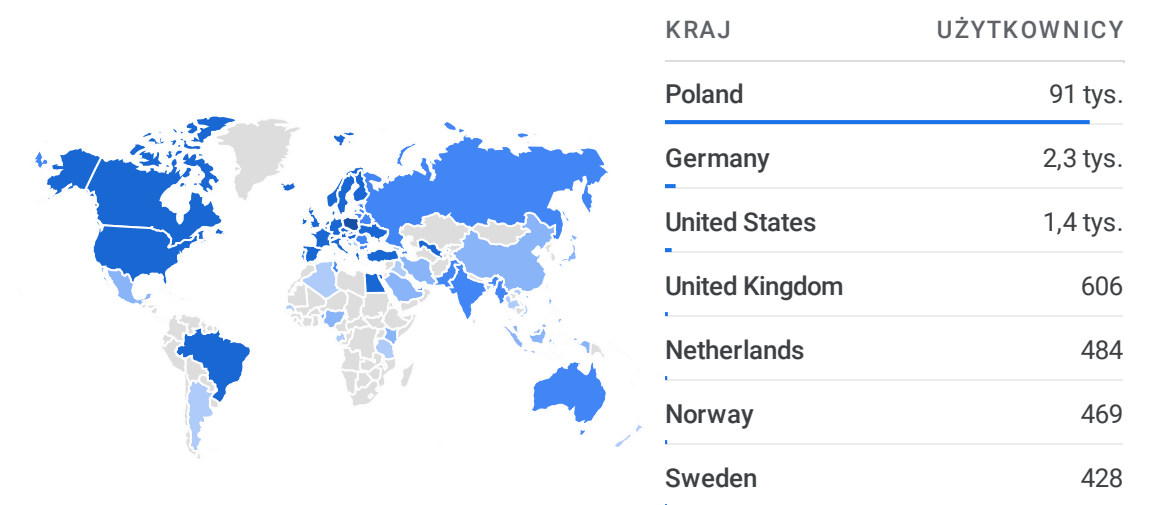 KRAJ UŻYTKOWNICY
Poland 91 tys.
Germany 2,3 tys.
United States 1,4 tys.
United Kingdom 606
Netherlands 484
Norway 469
Sweden 428